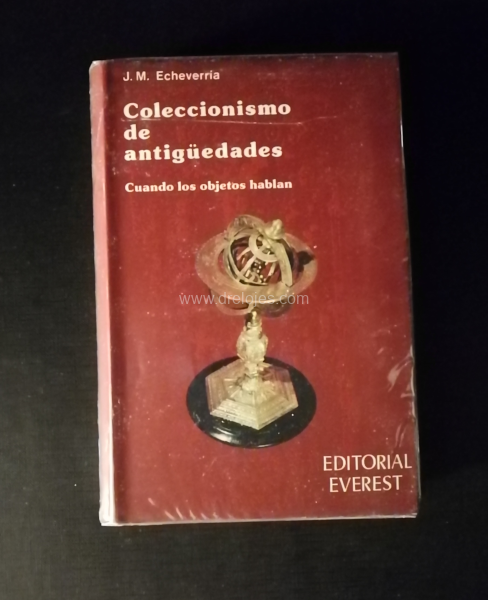 J. M. Echeverría
Coleccionismo
de
antigüedades
Cuando los objetos hablan
www.drelojes.com
EDITORIAL
EVEREST